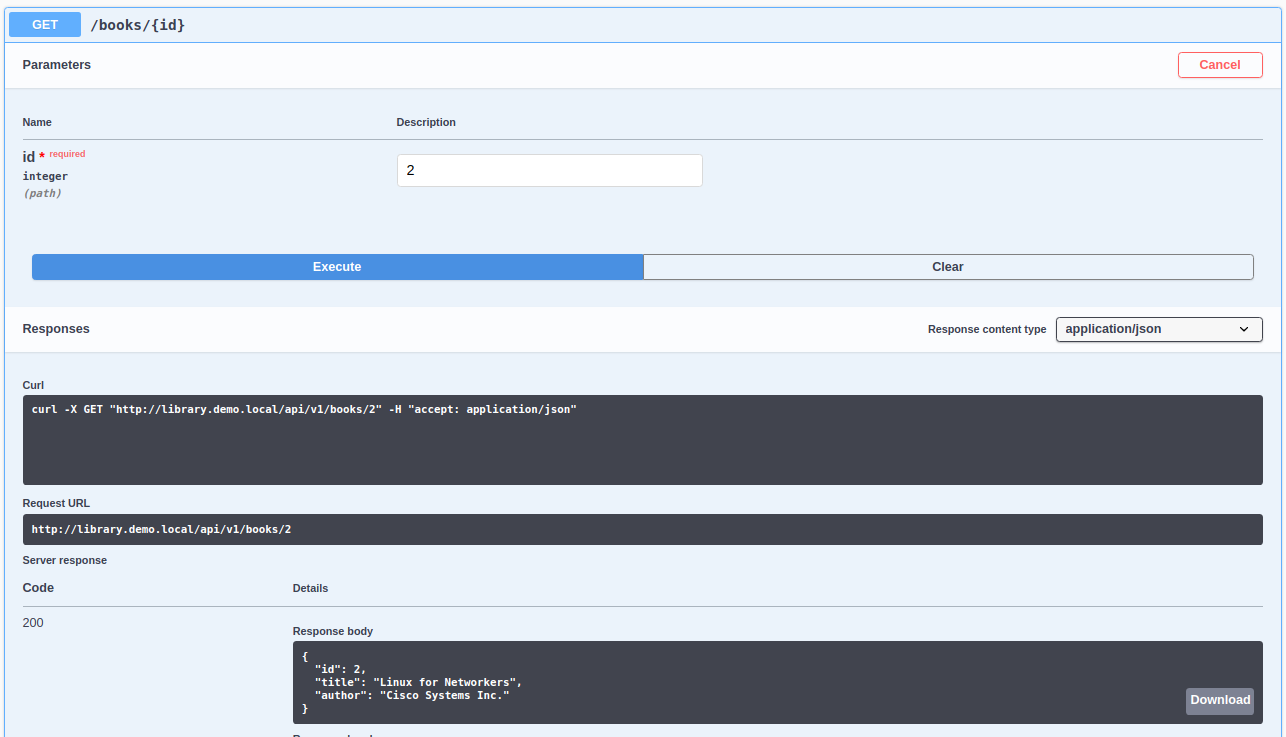 GET /books/{id}
Parameters Cancel
Name Description
id * required
2
integer
(path)
Execute Clear
Responses Response content type application/json
Curl
curl -X GET "http://library.demo.local/api/v1/books/2" -H "accept: application/json"
Request URL
http://library.demo.local/api/v1/books/2
Server response
Code Details
200
Response body
{
  "id": 2,
  "title": "Linux for Networkers",
  "author": "Cisco Systems Inc."
}
Download